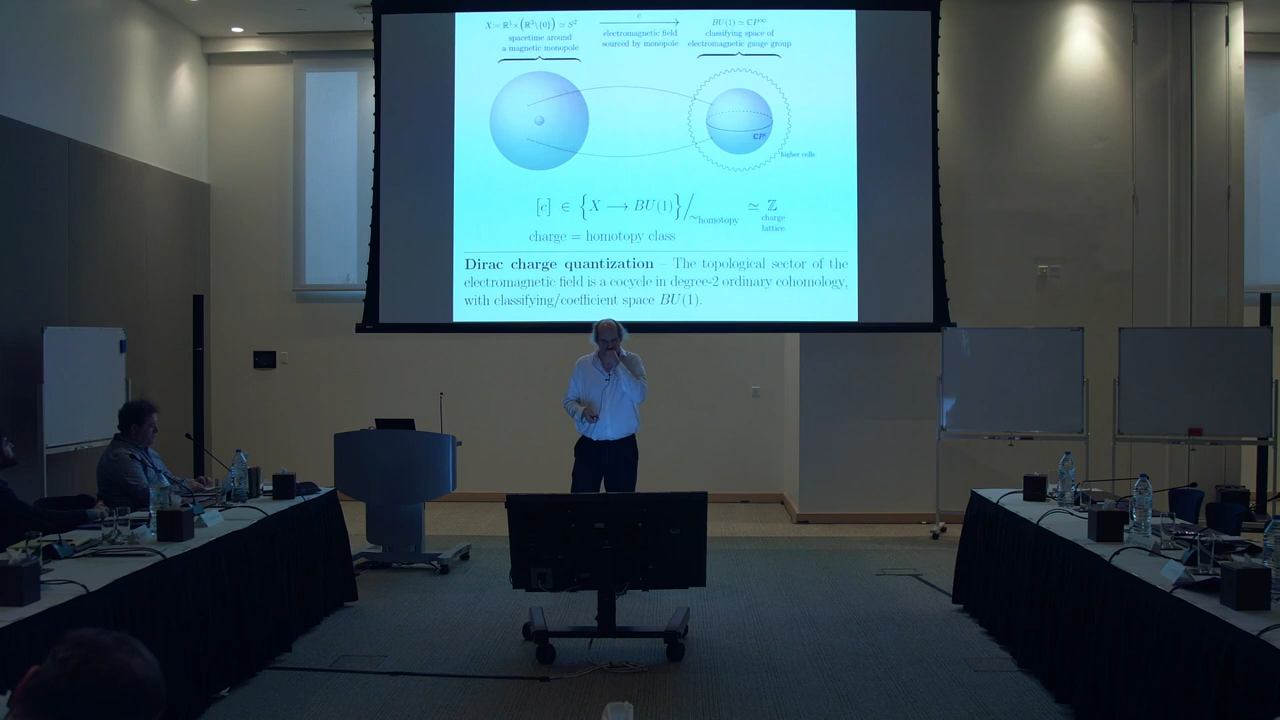 X := ℝ¹ × (ℝ³\{0}) ≃ S²
spacetime around
a magnetic monopole
c
electromagnetic field
sourced by monopole
BU(1) ≃ ℂP∞
classifying space of
electromagnetic gauge group
ℂP¹
higher cells
[c] ∈ {X ⟶ BU(1)}/∼homotopy ≃ ℤ
charge
lattice
charge = homotopy class
Dirac charge quantization – The topological sector of the
electromagnetic field is a cocycle in degree-2 ordinary cohomology,
with classifying/coefficient space BU(1).